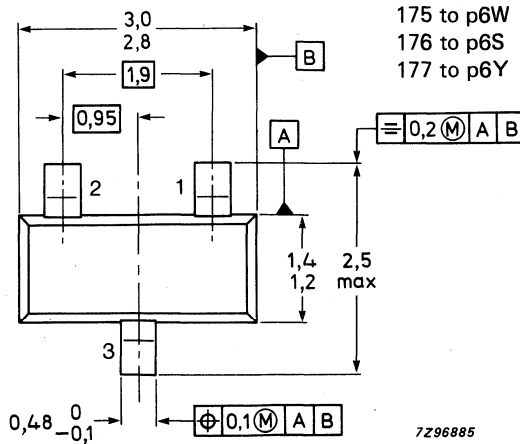 3,0
2,8
175 to p6W
176 to p6S
177 to p6Y
B
1,9
0,95
A
0,2 Ⓜ A B
2
1
1,4
1,2
2,5
max
3
0,48 0
-0,1
⌖ 0,1 Ⓜ A B
7Z96885